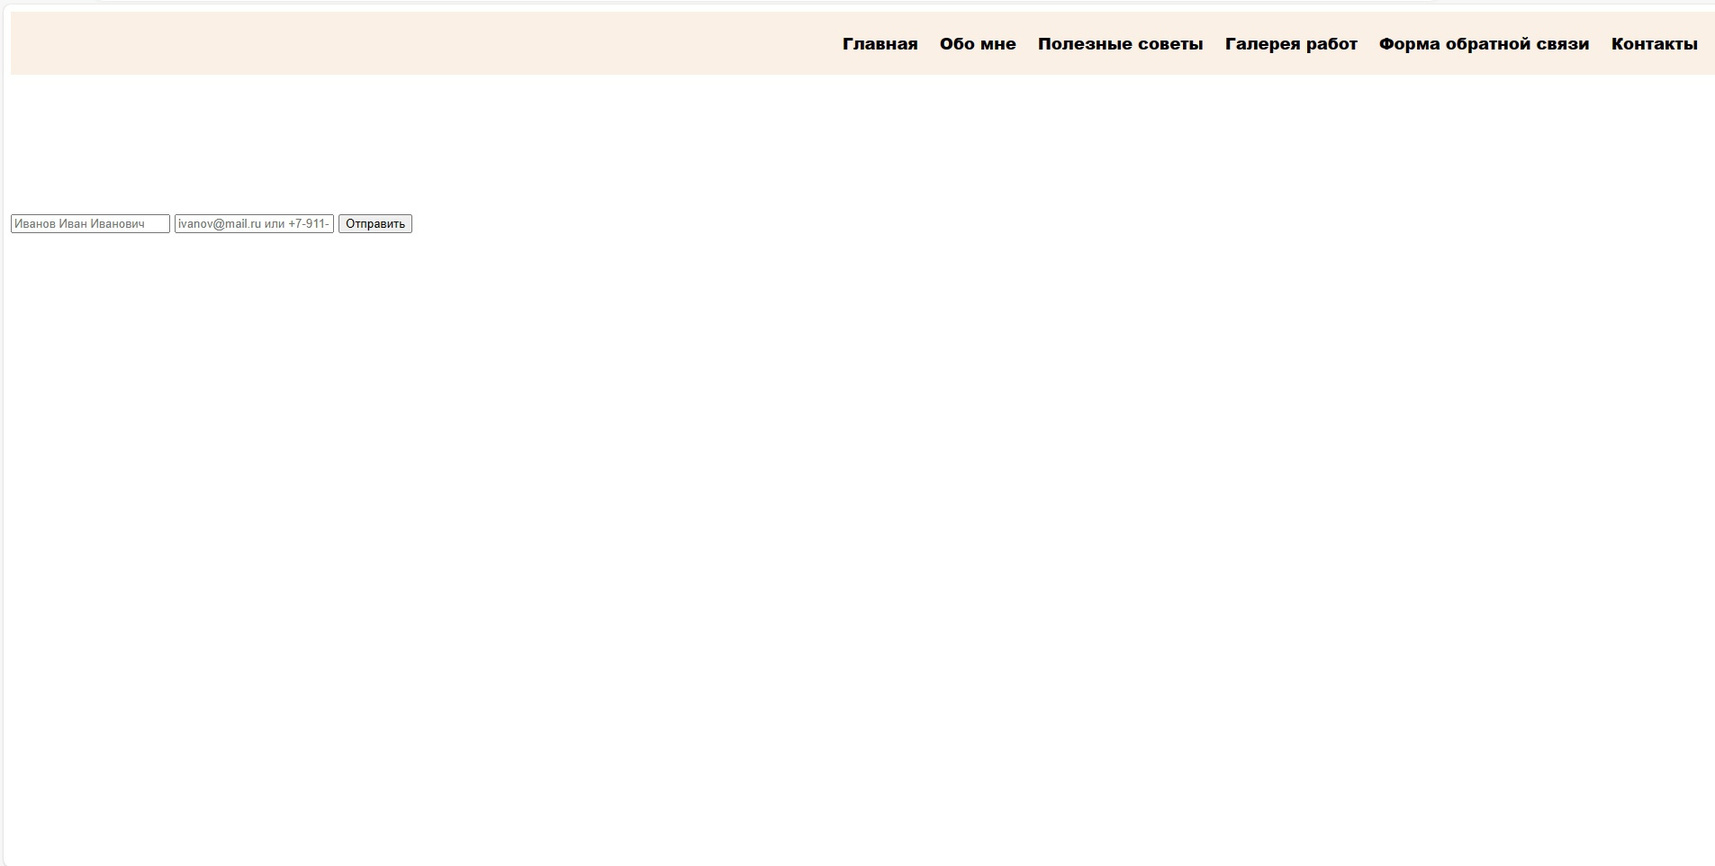 Главная Обо мне Полезные советы Галерея работ Форма обратной связи Контакты
Иванов Иван Иванович ivanov@mail.ru или +7-911- Отправить